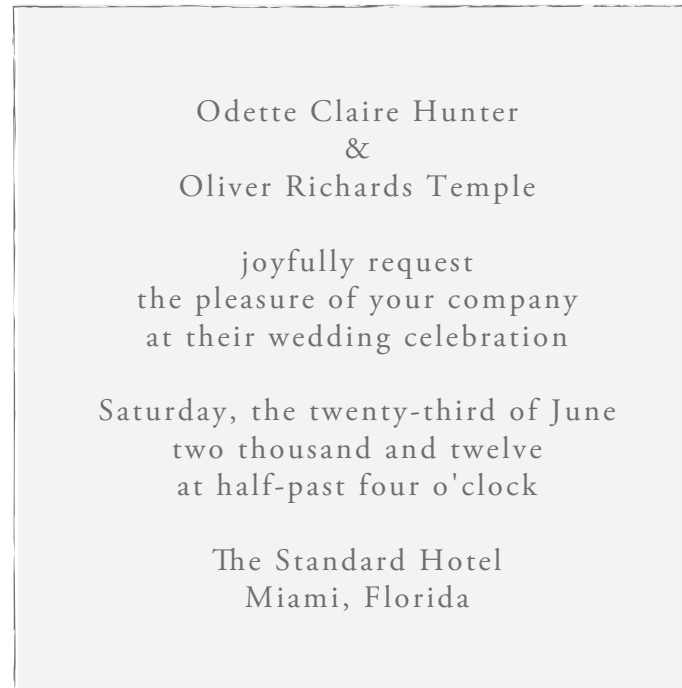 Odette Claire Hunter
&
Oliver Richards Temple
joyfully request
the pleasure of your company
at their wedding celebration
Saturday, the twenty-third of June
two thousand and twelve
at half-past four o'clock
The Standard Hotel
Miami, Florida